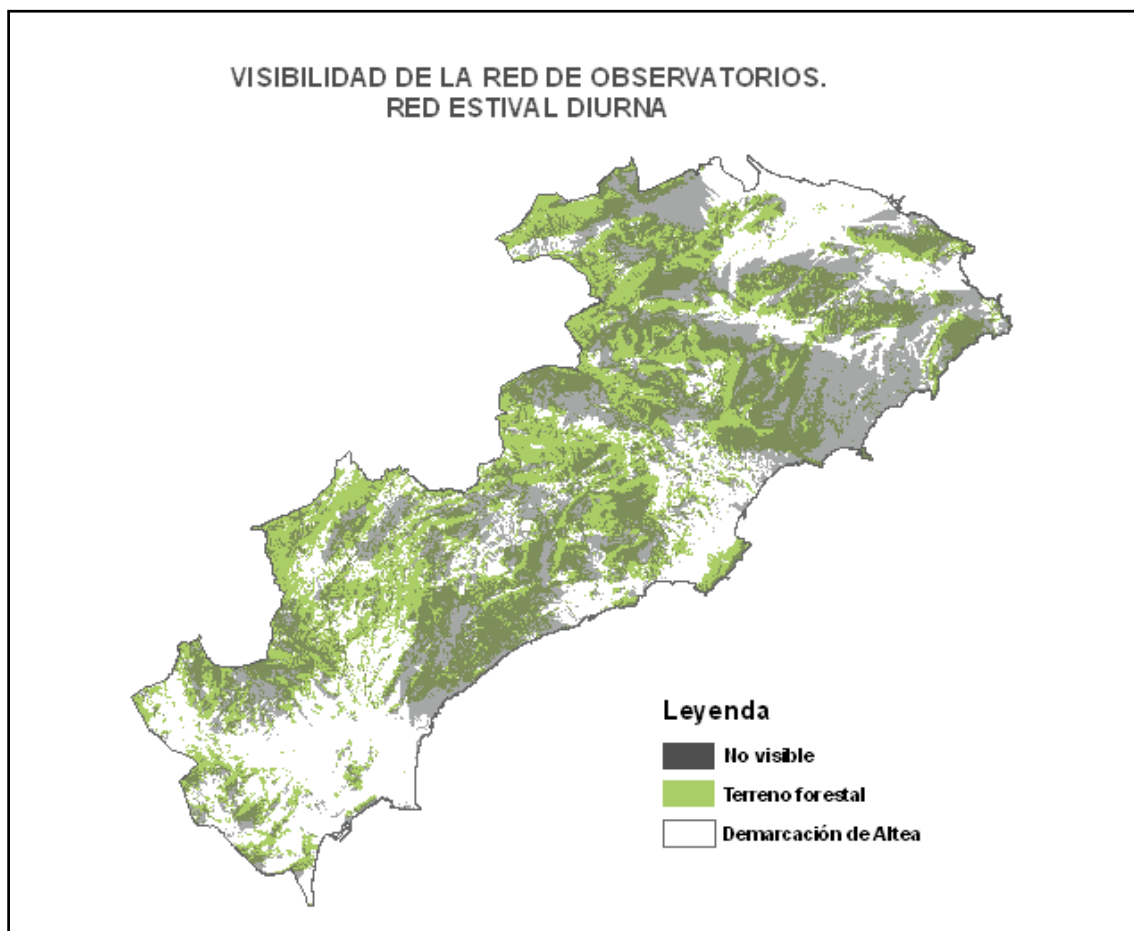 VISIBILIDAD DE LA RED DE OBSERVATORIOS.
RED ESTIVAL DIURNA
Leyenda
No visible
Terreno forestal
Demarcación de Altea